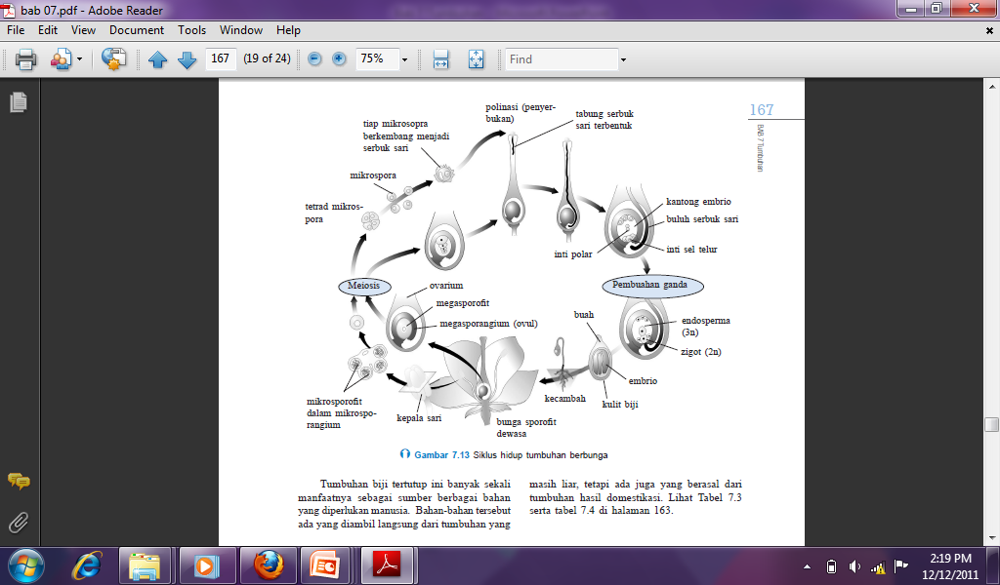 bab 07.pdf - Adobe Reader
File Edit View Document Tools Window Help
167 (19 of 24) 75% Find
167
BAB 7 Tumbuhan
polinasi (penyer-
bukan)
tabung serbuk
sari terbentuk
tiap mikrosopra
berkembang menjadi
serbuk sari
mikrospora
tetrad mikros-
pora
kantong embrio
buluh serbuk sari
inti polar
inti sel telur
Meiosis
Pembuahan ganda
ovarium
megasporofit
megasporangium (ovul)
buah
endosperma
(3n)
zigot (2n)
embrio
kulit biji
kecambah
mikrosporofit
dalam mikrospo-
rangium
kepala sari
bunga sporofit
dewasa
Gambar 7.13 Siklus hidup tumbuhan berbunga
Tumbuhan biji tertutup ini banyak sekali
manfaatnya sebagai sumber berbagai bahan
yang diperlukan manusia. Bahan-bahan tersebut
ada yang diambil langsung dari tumbuhan yang
masih liar, tetapi ada juga yang berasal dari
tumbuhan hasil domestikasi. Lihat Tabel 7.3
serta tabel 7.4 di halaman 163.
2:19 PM
12/12/2011